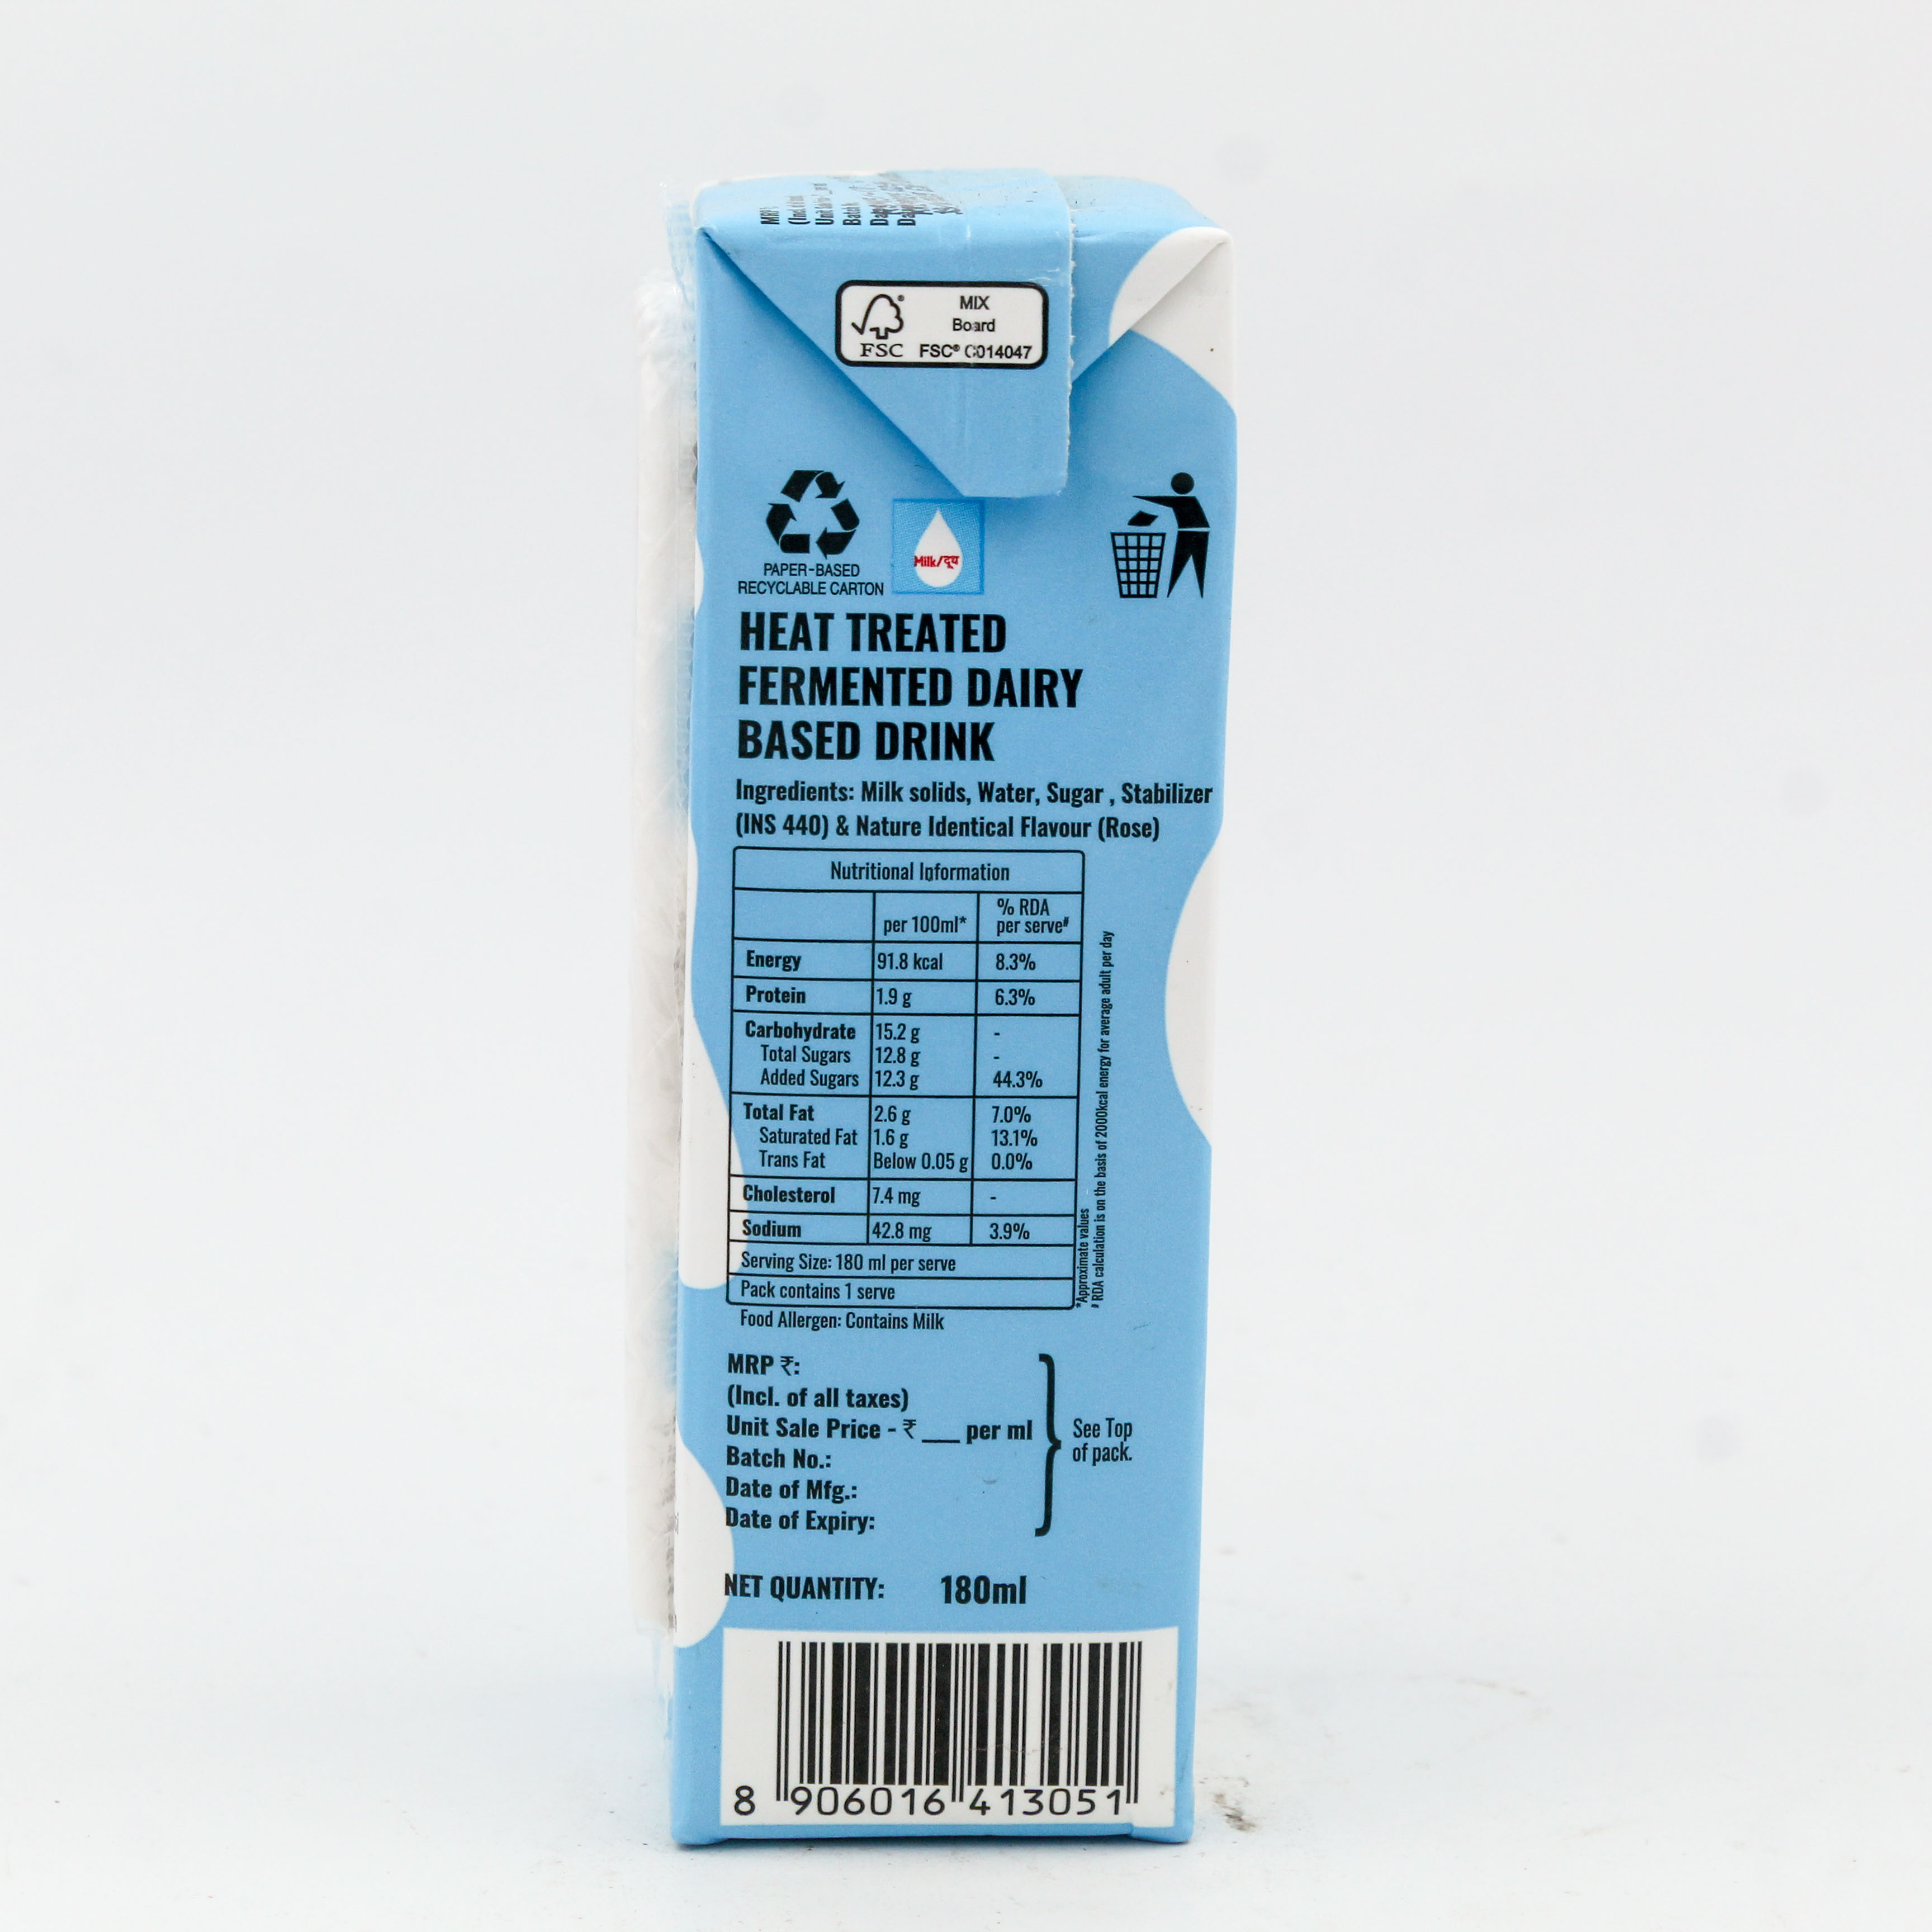 MRP
(Incl.
Unit
Batch
MIX
Board
FSC FSC® C014047
PAPER-BASED
RECYCLABLE CARTON
Milk/दूध
HEAT TREATED
FERMENTED DAIRY
BASED DRINK
Ingredients: Milk solids, Water, Sugar , Stabilizer
(INS 440) & Nature Identical Flavour (Rose)
Nutritional Information
per 100ml* % RDA per serve#
Energy 91.8 kcal 8.3%
Protein 1.9 g 6.3%
Carbohydrate 15.2 g -
Total Sugars 12.8 g -
Added Sugars 12.3 g 44.3%
Total Fat 2.6 g 7.0%
Saturated Fat 1.6 g 13.1%
Trans Fat Below 0.05 g 0.0%
Cholesterol 7.4 mg -
Sodium 42.8 mg 3.9%
Serving Size: 180 ml per serve
Pack contains 1 serve
*Approximate values
# RDA calculation is on the basis of 2000kcal energy for average adult per day
Food Allergen: Contains Milk
MRP ₹:
(Incl. of all taxes)
Unit Sale Price - ₹ ___ per ml
Batch No.:
Date of Mfg.:
Date of Expiry:
See Top
of pack.
NET QUANTITY: 180ml
8 906016 413051